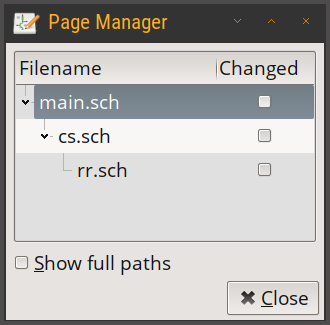 Page Manager
Filename Changed
main.sch
cs.sch
rr.sch
Show full paths
Close